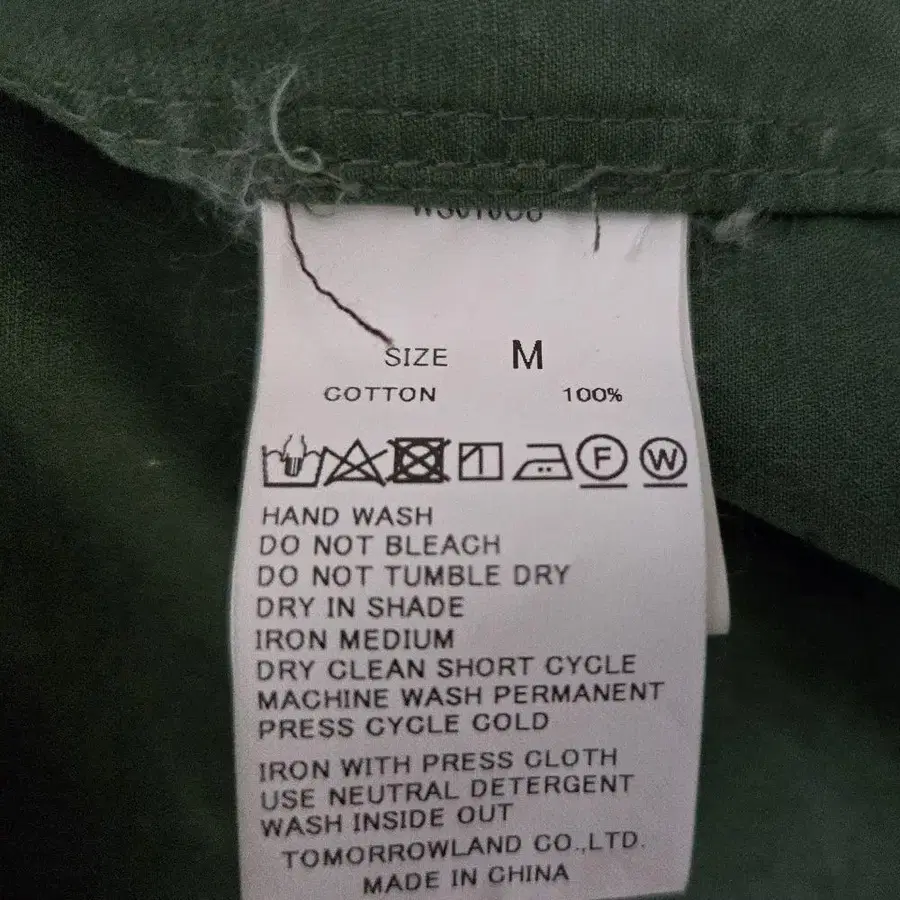 SIZE M
COTTON 100%
F W
HAND WASH
DO NOT BLEACH
DO NOT TUMBLE DRY
DRY IN SHADE
IRON MEDIUM
DRY CLEAN SHORT CYCLE
MACHINE WASH PERMANENT
PRESS CYCLE COLD
IRON WITH PRESS CLOTH
USE NEUTRAL DETERGENT
WASH INSIDE OUT
TOMORROWLAND CO.,LTD.
MADE IN CHINA